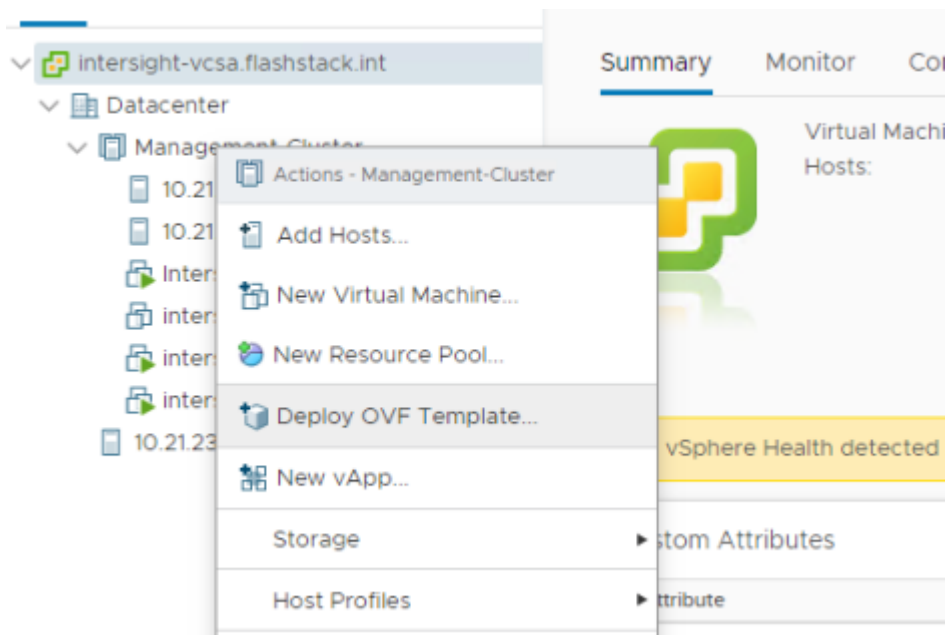 intersight-vcsa.flashstack.int
Datacenter
10.21
10.21
10.21.23
Actions - Management-Cluster
Add Hosts...
New Virtual Machine...
New Resource Pool...
Deploy OVF Template...
New vApp...
Storage
Host Profiles
Summary Monitor
Virtual Machi
Hosts:
vSphere Health detected
stom Attributes
ttribute